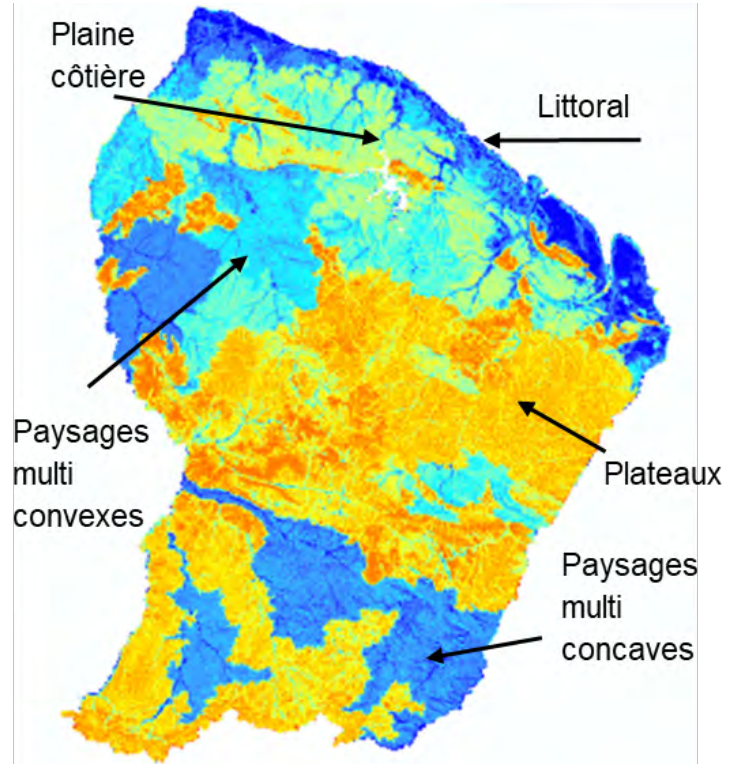 Plaine
côtière
Littoral
Paysages
multi
convexes
Plateaux
Paysages
multi
concaves